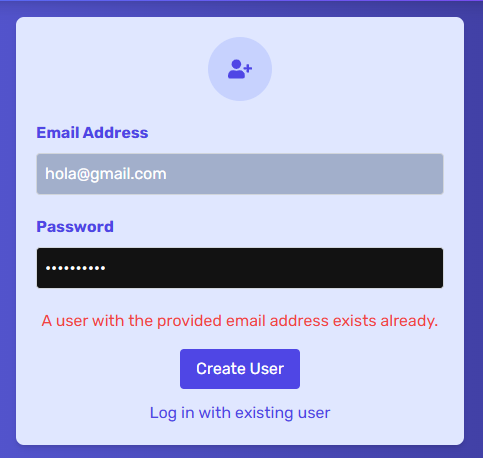 Email Address
hola@gmail.com
Password
••••••••••
A user with the provided email address exists already.
Create User
Log in with existing user